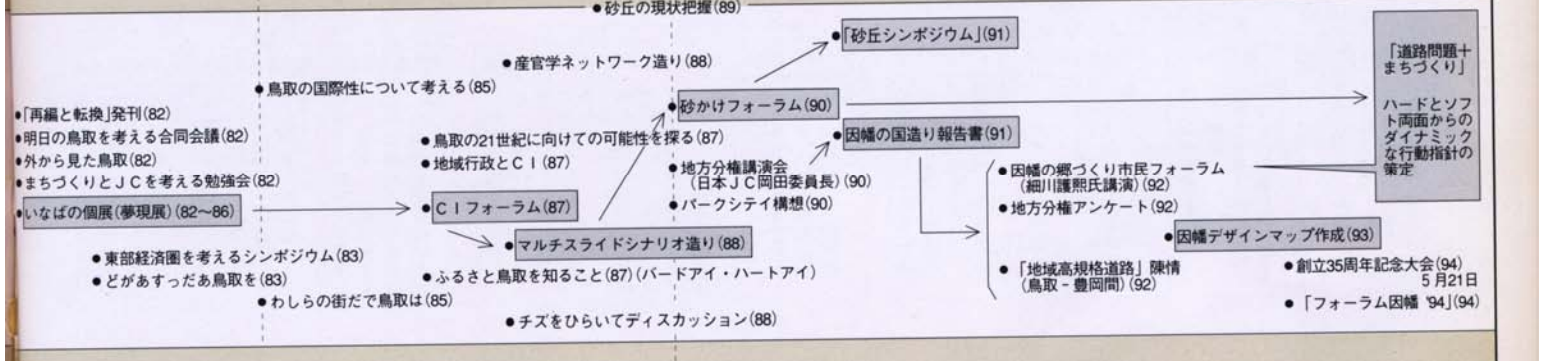 ●砂丘の現状把握(89)
●「砂丘シンポジウム」(91)
●産官学ネットワーク造り(88)
●鳥取の国際性について考える(85)
●「再編と転換」発刊(82)
●明日の鳥取を考える合同会議(82)
●外から見た鳥取(82)
●まちづくりとＪＣを考える勉強会(82)
●いなばの個展(夢現展)(82〜86)
●砂かけフォーラム(90)
●鳥取の21世紀に向けての可能性を探る(87)
●地域行政とＣＩ(87)
●ＣＩフォーラム(87)
●因幡の国造り報告書(91)
●地方分権講演会
(日本ＪＣ岡田委員長)(90)
●パークシテイ構想(90)
●マルチスライドシナリオ造り(88)
●東部経済圏を考えるシンポジウム(83)
●どがあすっだあ鳥取を(83)
●わしらの街だで鳥取は(85)
●ふるさと鳥取を知ること(87)(バードアイ・ハートアイ)
●チズをひらいてディスカッション(88)
●因幡の郷づくり市民フォーラム
(細川護熙氏講演)(92)
●地方分権アンケート(92)
●因幡デザインマップ作成(93)
●「地域高規格道路」陳情
(鳥取‐豊岡間)(92)
●創立35周年記念大会(94)
5月21日
●「フォーラム因幡 '94」(94)
「道路問題＋
まちづくり」
ハードとソフ
ト両面からの
ダイナミック
な行動指針の
策定